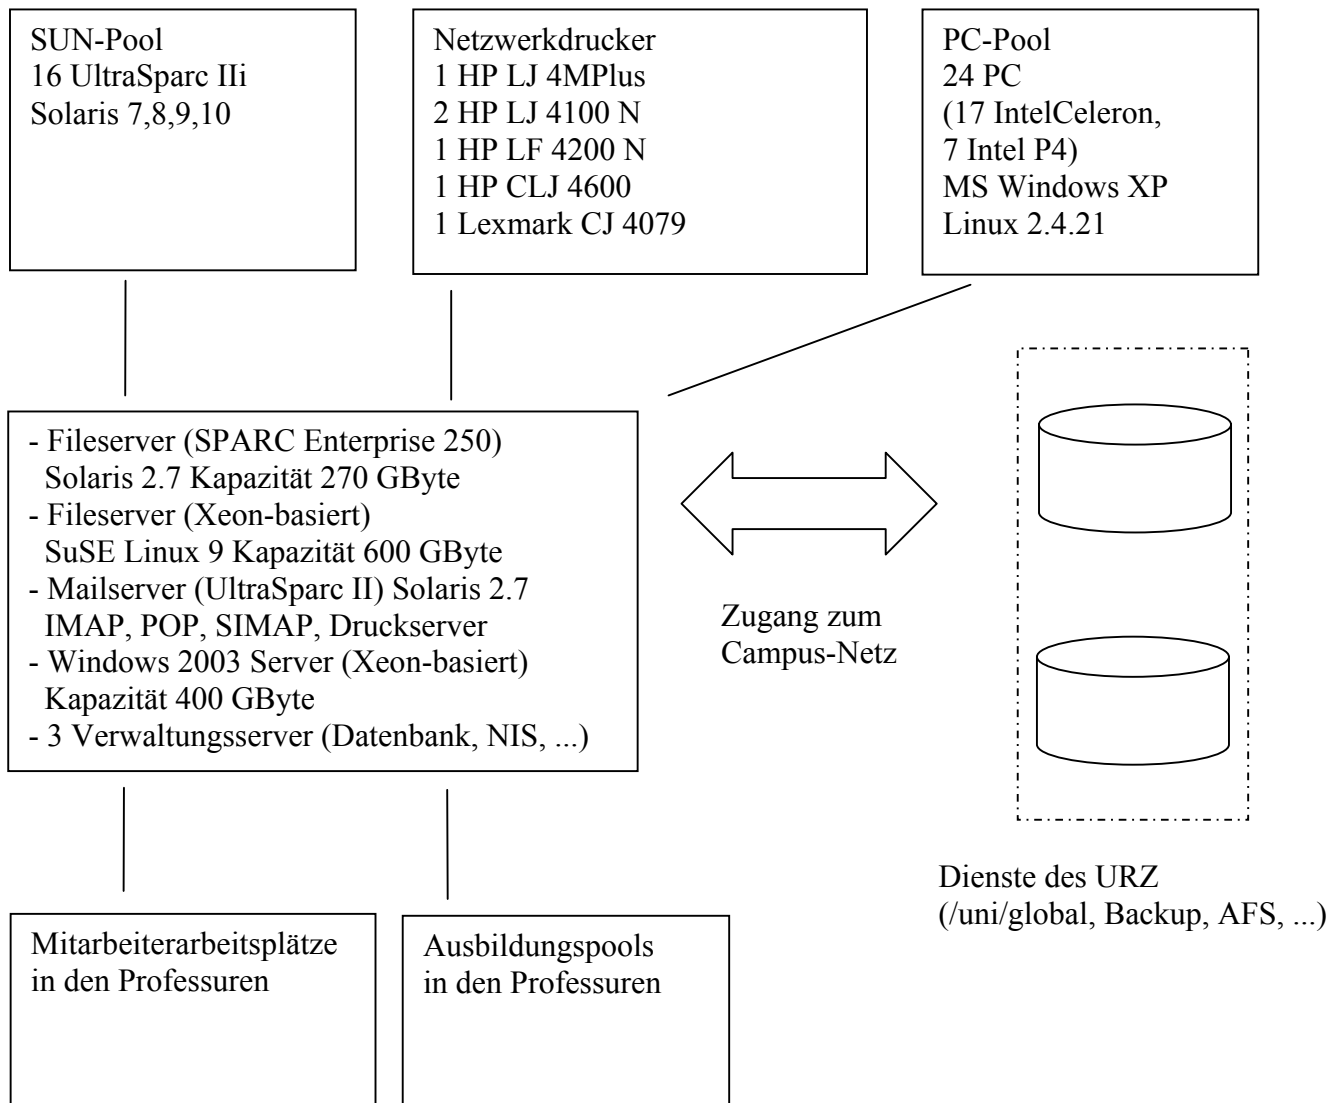 SUN-Pool
16 UltraSparc IIi
Solaris 7,8,9,10
Netzwerkdrucker
1 HP LJ 4MPlus
2 HP LJ 4100 N
1 HP LF 4200 N
1 HP CLJ 4600
1 Lexmark CJ 4079
PC-Pool
24 PC
(17 IntelCeleron,
7 Intel P4)
MS Windows XP
Linux 2.4.21
- Fileserver (SPARC Enterprise 250)
Solaris 2.7 Kapazität 270 GByte
- Fileserver (Xeon-basiert)
SuSE Linux 9 Kapazität 600 GByte
- Mailserver (UltraSparc II) Solaris 2.7
IMAP, POP, SIMAP, Druckserver
- Windows 2003 Server (Xeon-basiert)
Kapazität 400 GByte
- 3 Verwaltungsserver (Datenbank, NIS, ...)
Zugang zum
Campus-Netz
Dienste des URZ
(/uni/global, Backup, AFS, ...)
Mitarbeiterarbeitsplätze
in den Professuren
Ausbildungspools
in den Professuren